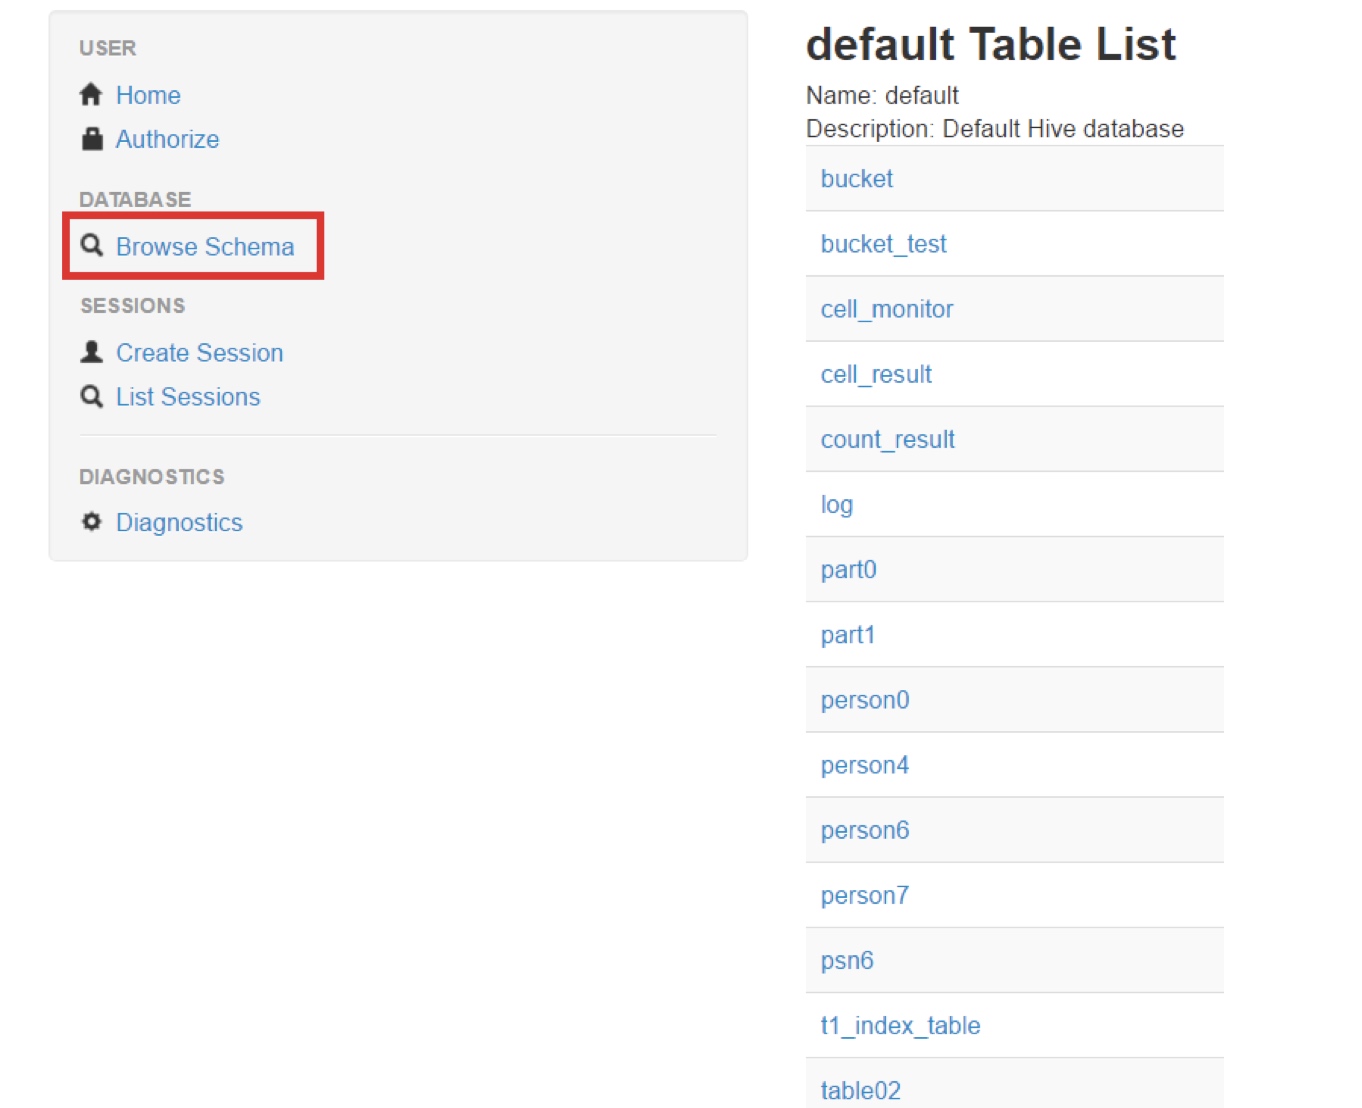 USER
Home
Authorize
DATABASE
Browse Schema
SESSIONS
Create Session
List Sessions
DIAGNOSTICS
Diagnostics
default Table List
Name: default
Description: Default Hive database
bucket
bucket_test
cell_monitor
cell_result
count_result
log
part0
part1
person0
person4
person6
person7
psn6
t1_index_table
table02